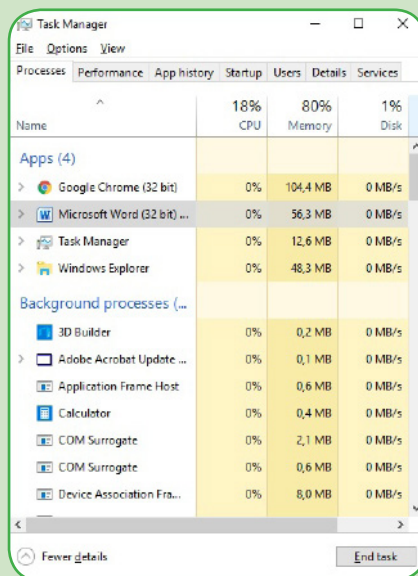 Task Manager
File Options View
Processes Performance App history Startup Users Details Services
18% 80% 1%
Name CPU Memory Disk
Apps (4)
Google Chrome (32 bit) 0% 104,4 MB 0 MB/s
Microsoft Word (32 bit) ... 0% 56,3 MB 0 MB/s
Task Manager 0% 12,6 MB 0 MB/s
Windows Explorer 0% 48,3 MB 0 MB/s
Background processes (...
3D Builder 0% 0,2 MB 0 MB/s
Adobe Acrobat Update ... 0% 0,1 MB 0 MB/s
Application Frame Host 0% 0,6 MB 0 MB/s
Calculator 0% 0,4 MB 0 MB/s
COM Surrogate 0% 2,1 MB 0 MB/s
COM Surrogate 0% 0,6 MB 0 MB/s
Device Association Fra... 0% 8,0 MB 0 MB/s
Fewer details End task